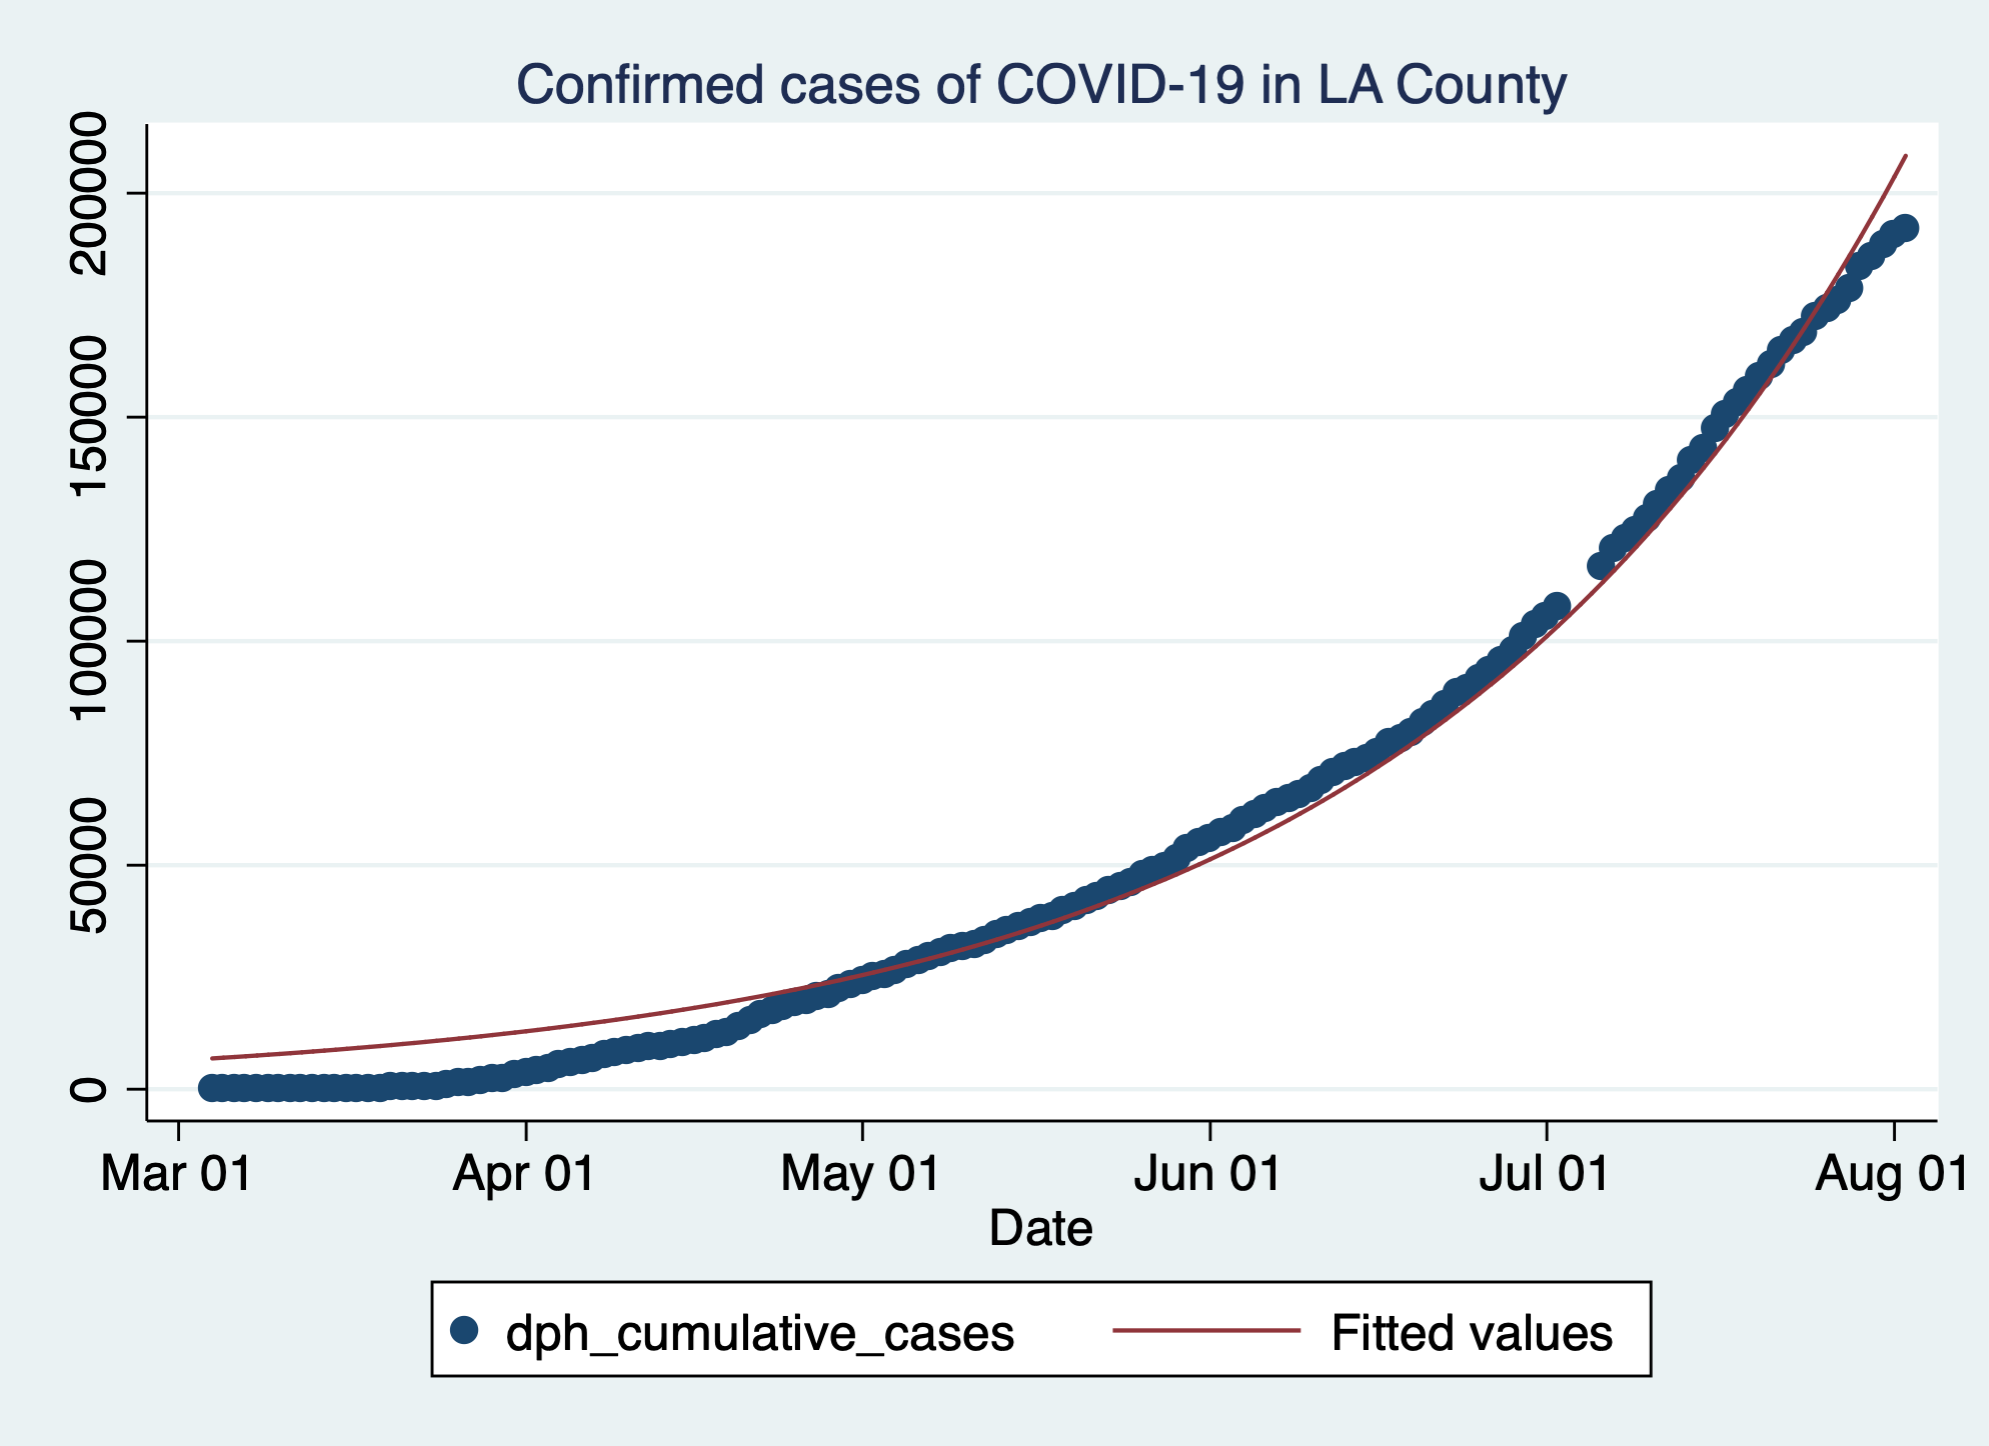 Confirmed cases of COVID-19 in LA County
200000
150000
100000
50000
0
Mar 01 Apr 01 May 01 Jun 01 Jul 01 Aug 01
Date
dph_cumulative_cases Fitted values